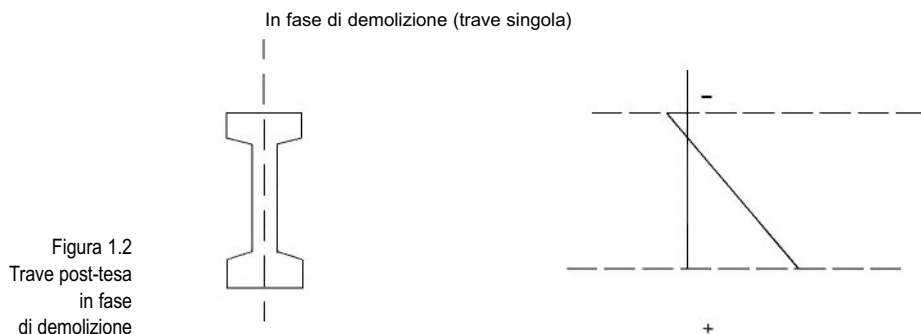 In fase di demolizione (trave singola)
-
Figura 1.2
Trave post-tesa
in fase
di demolizione
+